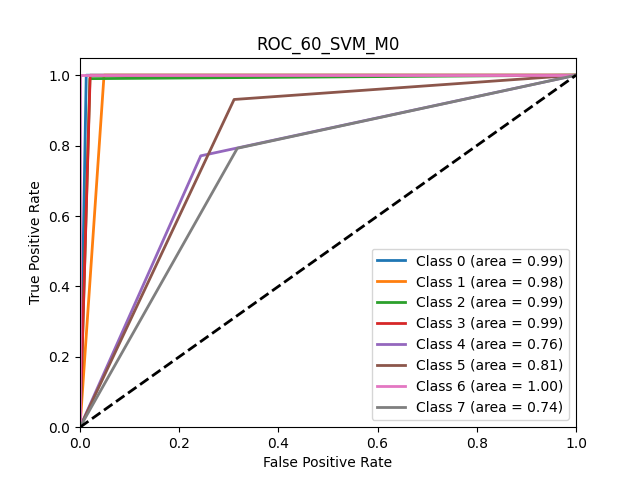 ROC_60_SVM_M0
True Positive Rate
1.0
0.8
0.6
0.4
0.2
0.0
Class 0 (area = 0.99)
Class 1 (area = 0.98)
Class 2 (area = 0.99)
Class 3 (area = 0.99)
Class 4 (area = 0.76)
Class 5 (area = 0.81)
Class 6 (area = 1.00)
Class 7 (area = 0.74)
0.0 0.2 0.4 0.6 0.8 1.0
False Positive Rate